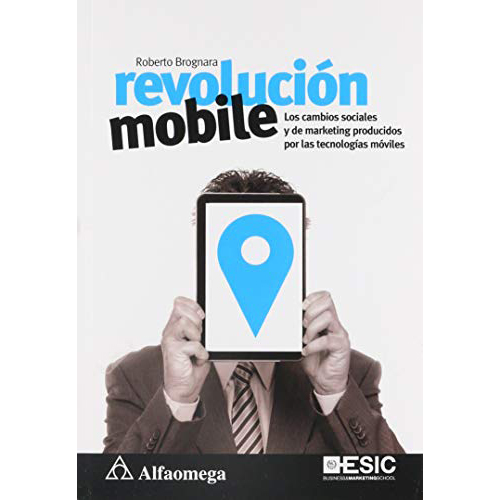 Roberto Brognara
revolución
mobile
Los cambios sociales
y de marketing producidos
por las tecnologías móviles
Alfaomega
ESIC
BUSINESS&MARKETINGSCHOOL